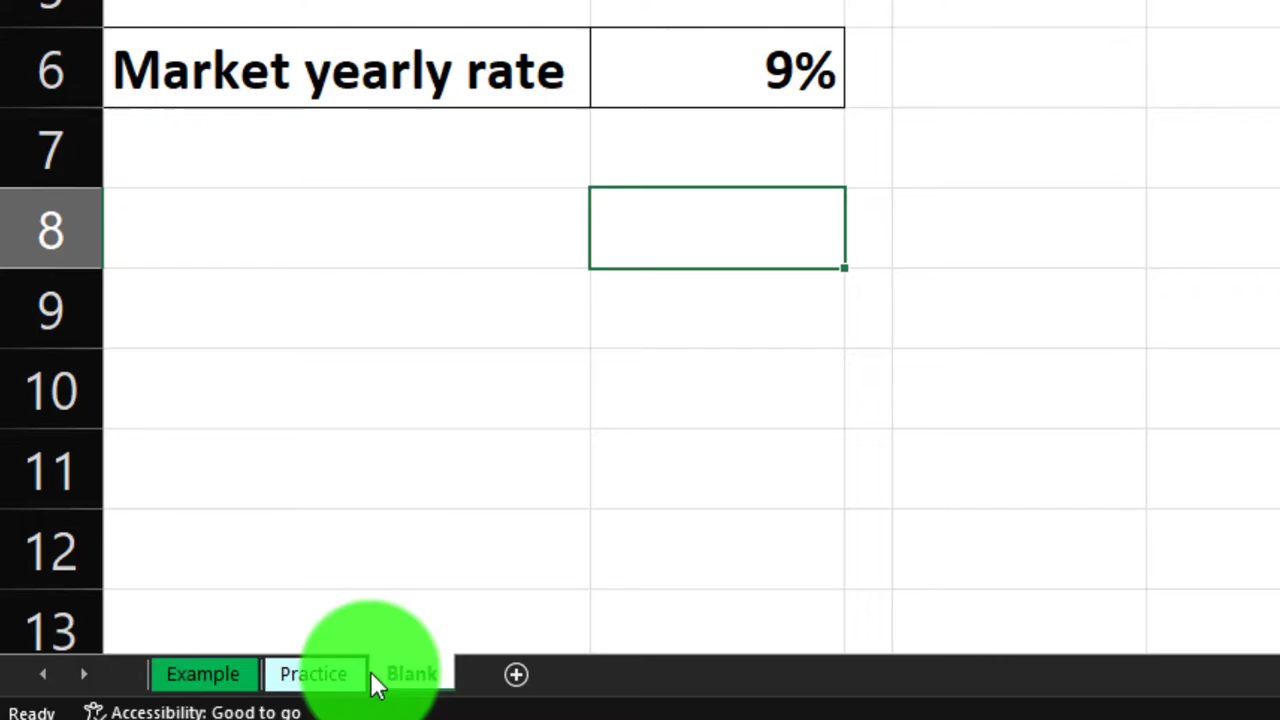 6 Market yearly rate 9%
7
8
9
10
11
12
13
Example Practice Blank
Ready Accessibility: Good to go